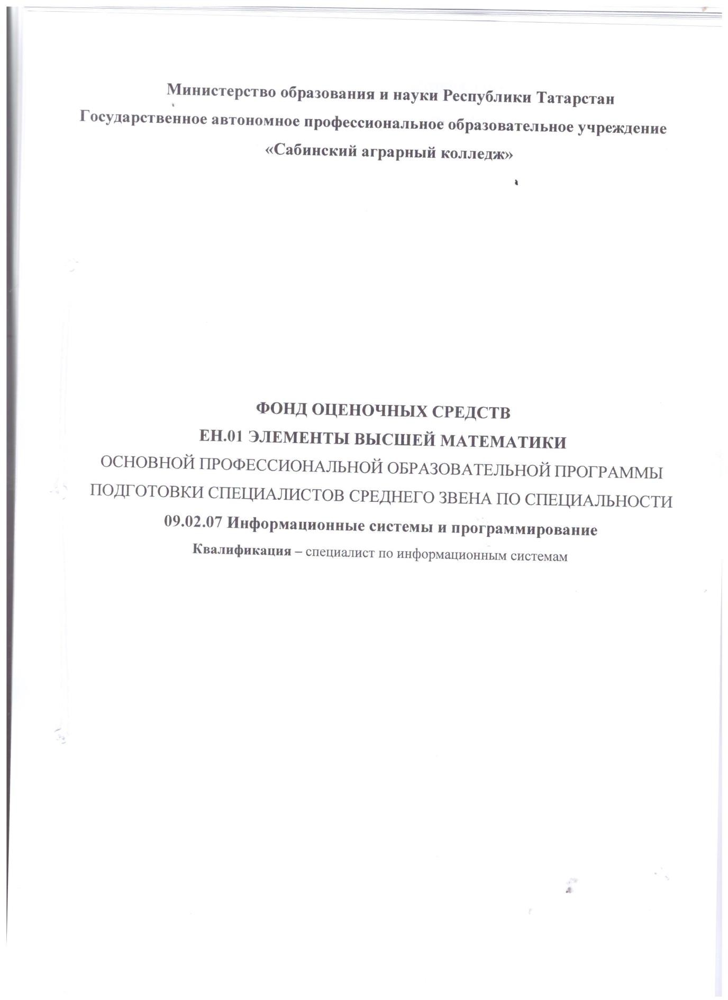 Министерство образования и науки Республики Татарстан
Государственное автономное профессиональное образовательное учреждение
«Сабинский аграрный колледж»
ФОНД ОЦЕНОЧНЫХ СРЕДСТВ
ЕН.01 ЭЛЕМЕНТЫ ВЫСШЕЙ МАТЕМАТИКИ
ОСНОВНОЙ ПРОФЕССИОНАЛЬНОЙ ОБРАЗОВАТЕЛЬНОЙ ПРОГРАММЫ
ПОДГОТОВКИ СПЕЦИАЛИСТОВ СРЕДНЕГО ЗВЕНА ПО СПЕЦИАЛЬНОСТИ
09.02.07 Информационные системы и программирование
Квалификация – специалист по информационным системам